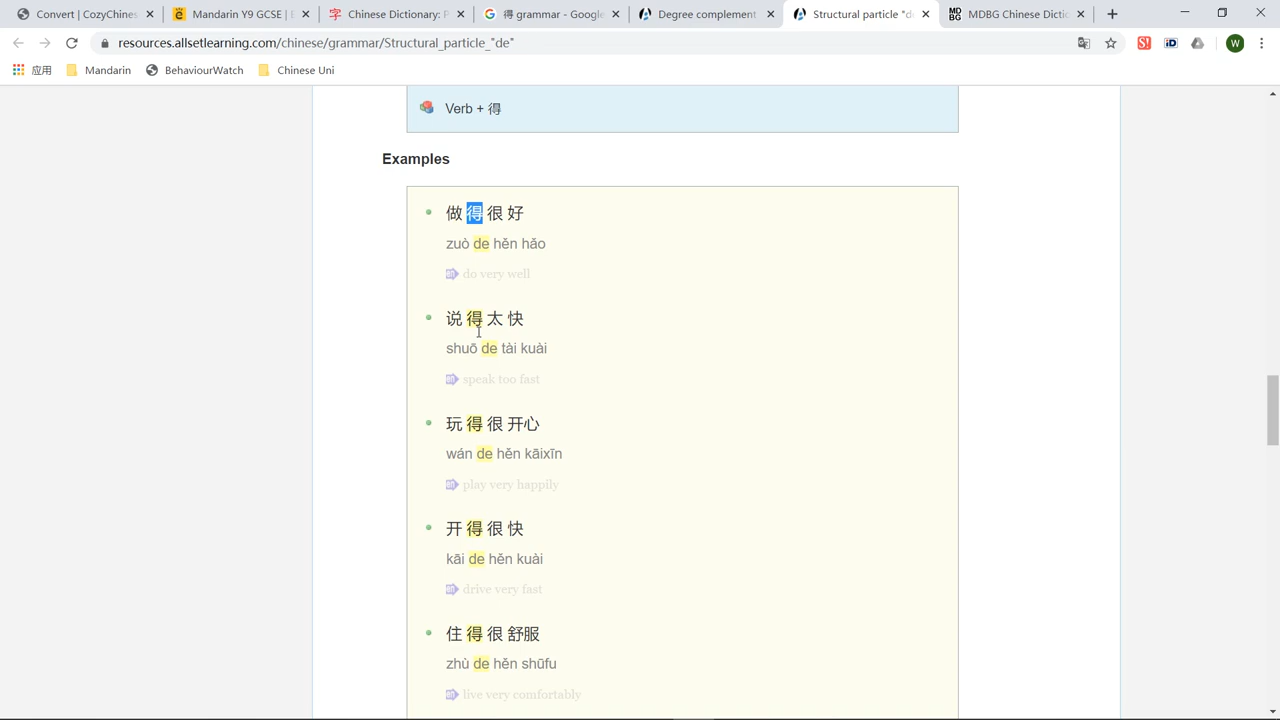 Convert | CozyChines
Mandarin Y9 GCSE | E
Chinese Dictionary: P
得 grammar - Google
Degree complement
Structural particle "de
MDBG Chinese Dictio
resources.allsetlearning.com/chinese/grammar/Structural_particle_"de"
应用
Mandarin
BehaviourWatch
Chinese Uni
Verb + 得
Examples
做 得 很 好
zuò de hěn hǎo
do very well
说 得 太 快
shuō de tài kuài
speak too fast
玩 得 很 开心
wán de hěn kāixīn
play very happily
开 得 很 快
kāi de hěn kuài
drive very fast
住 得 很 舒服
zhù de hěn shūfu
live very comfortably